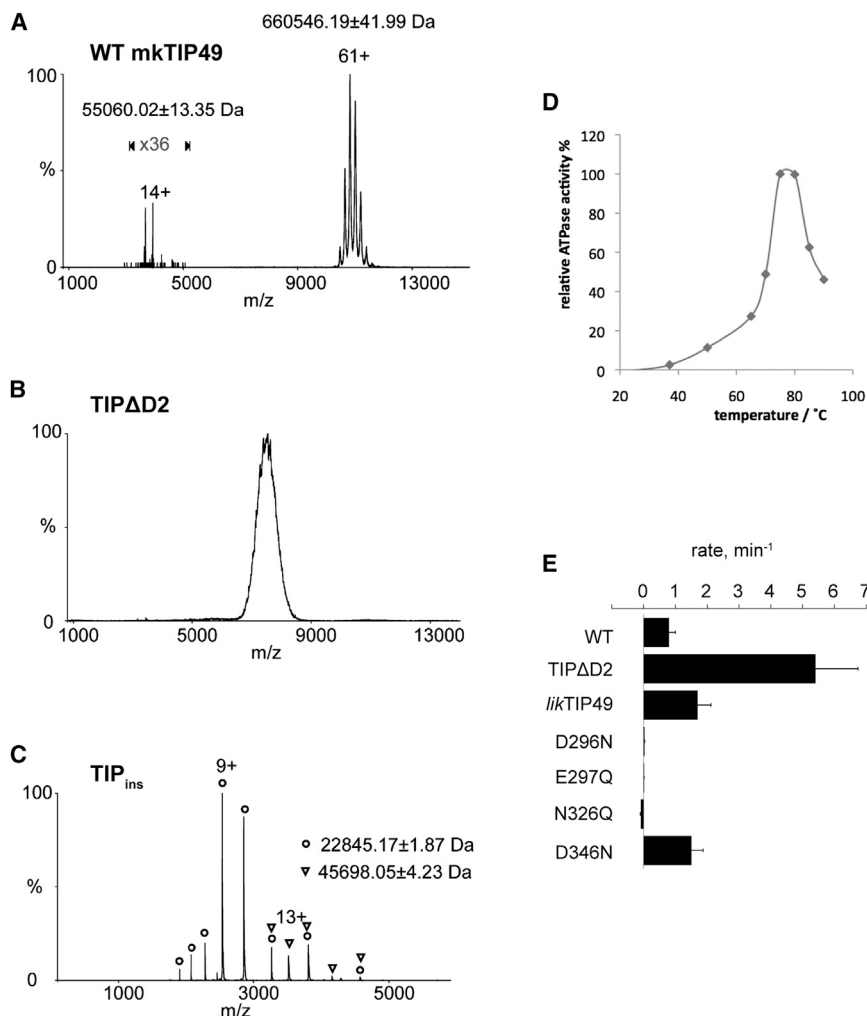 A
WT mkTIP49
660546.19±41.99 Da
61+
100
55060.02±13.35 Da
x36
%
14+
0
1000 5000 9000 13000
m/z
B
TIPΔD2
100
%
0
1000 5000 9000 13000
m/z
C
TIPins
9+
100
22845.17±1.87 Da
45698.05±4.23 Da
%
13+
0
1000 3000 5000
m/z
D
relative ATPase activity %
120
100
80
60
40
20
0
20 40 60 80 100
temperature / °C
E
rate, min-1
0 1 2 3 4 5 6 7
WT
TIPΔD2
likTIP49
D296N
E297Q
N326Q
D346N